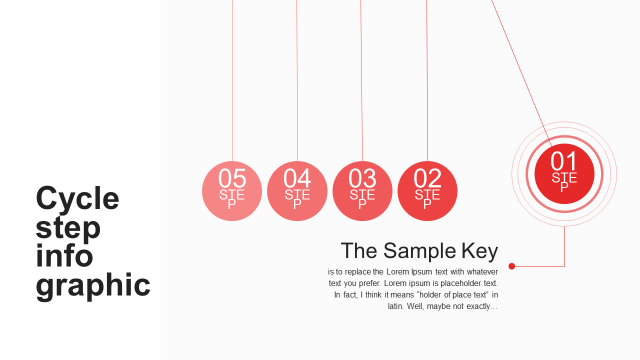 Cycle
step
info
graphic
05
STE
P
04
STE
P
03
STE
P
02
STE
P
01
STE
P
The Sample Key
is to replace the Lorem Ipsum text with whatever
text you prefer. Lorem ipsum is placeholder text.
In fact, I think it means "holder of place text" in
latin. Well, maybe not exactly...